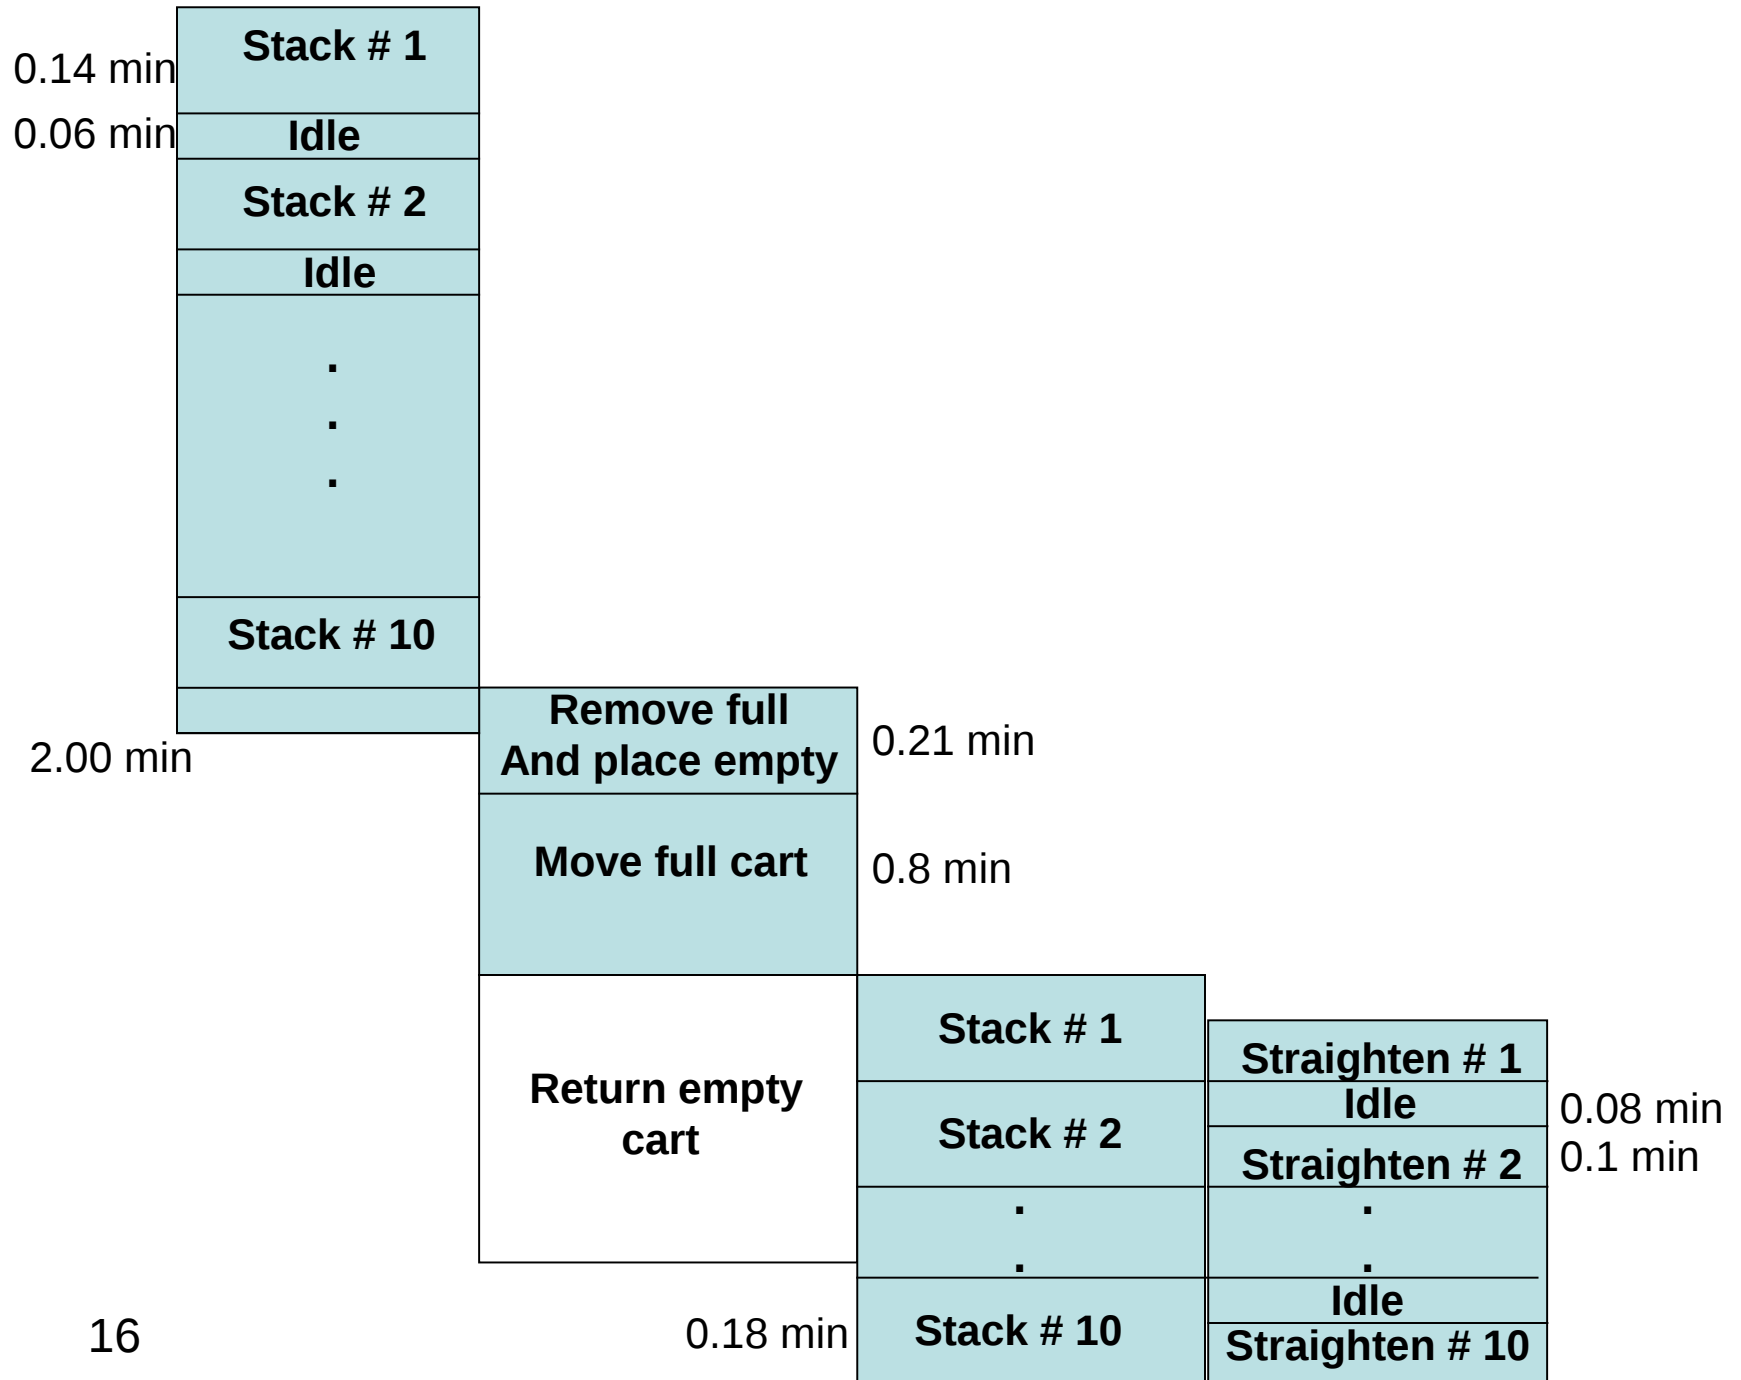 Stack # 1
0.14 min
0.06 min
Idle
Stack # 2
Idle
.
.
.
Stack # 10
2.00 min
Remove full
And place empty
0.21 min
Move full cart
0.8 min
Return empty
cart
Stack # 1
Straighten # 1
Idle
0.08 min
Stack # 2
Straighten # 2
0.1 min
.
.
.
.
Idle
0.18 min
Stack # 10
Straighten # 10
16